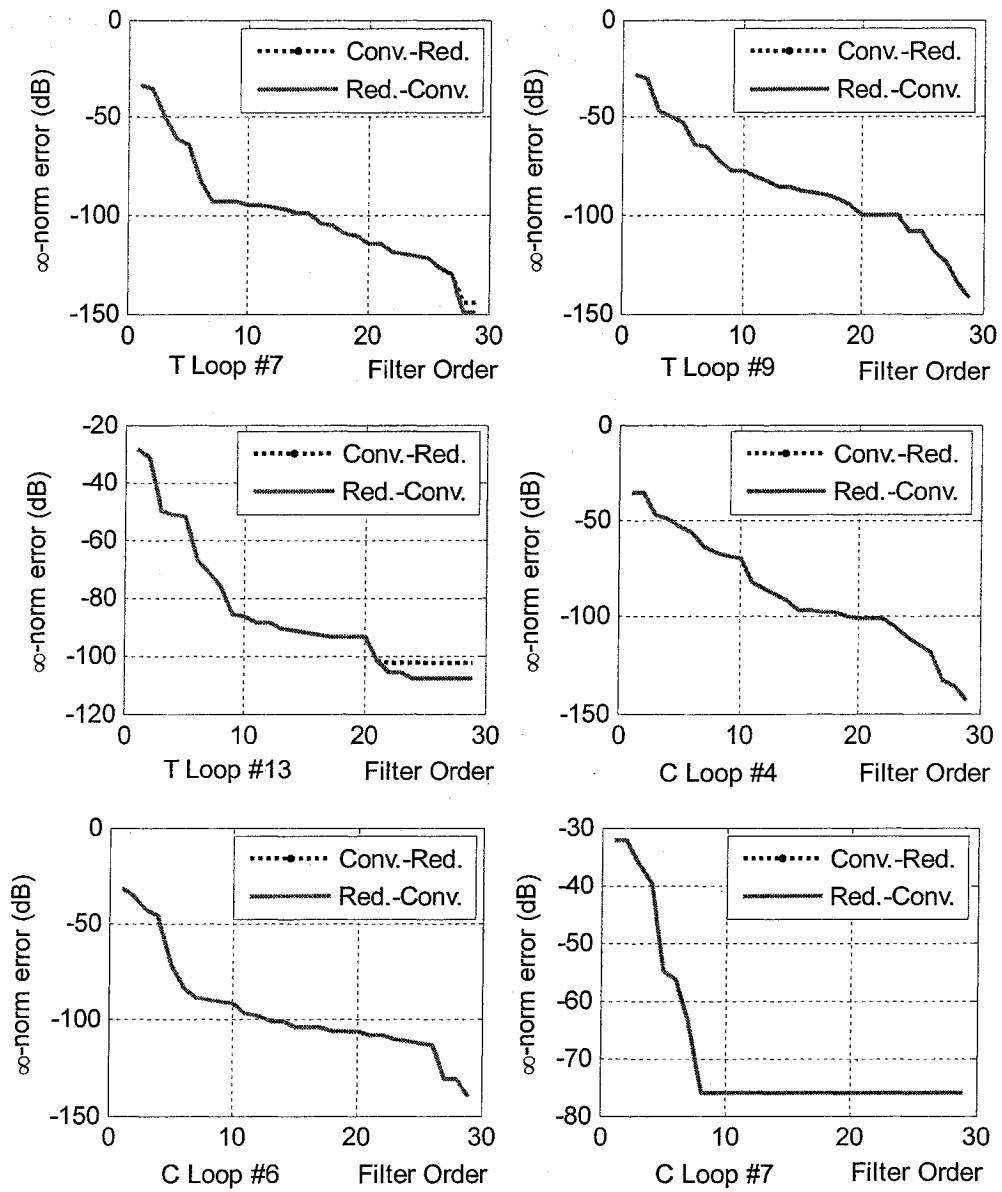 0
-50
-100
-150
∞-norm error (dB)
Conv.-Red.
Red.-Conv.
0
10
20
30
T Loop #7
Filter Order
0
-50
-100
-150
∞-norm error (dB)
Conv.-Red.
Red.-Conv.
0
10
20
30
T Loop #9
Filter Order
-20
-40
-60
-80
-100
-120
∞-norm error (dB)
Conv.-Red.
Red.-Conv.
0
10
20
30
T Loop #13
Filter Order
0
-50
-100
-150
∞-norm error (dB)
Conv.-Red.
Red.-Conv.
0
10
20
30
C Loop #4
Filter Order
0
-50
-100
-150
∞-norm error (dB)
Conv.-Red.
Red.-Conv.
0
10
20
30
C Loop #6
Filter Order
-30
-40
-50
-60
-70
-80
∞-norm error (dB)
Conv.-Red.
Red.-Conv.
0
10
20
30
C Loop #7
Filter Order